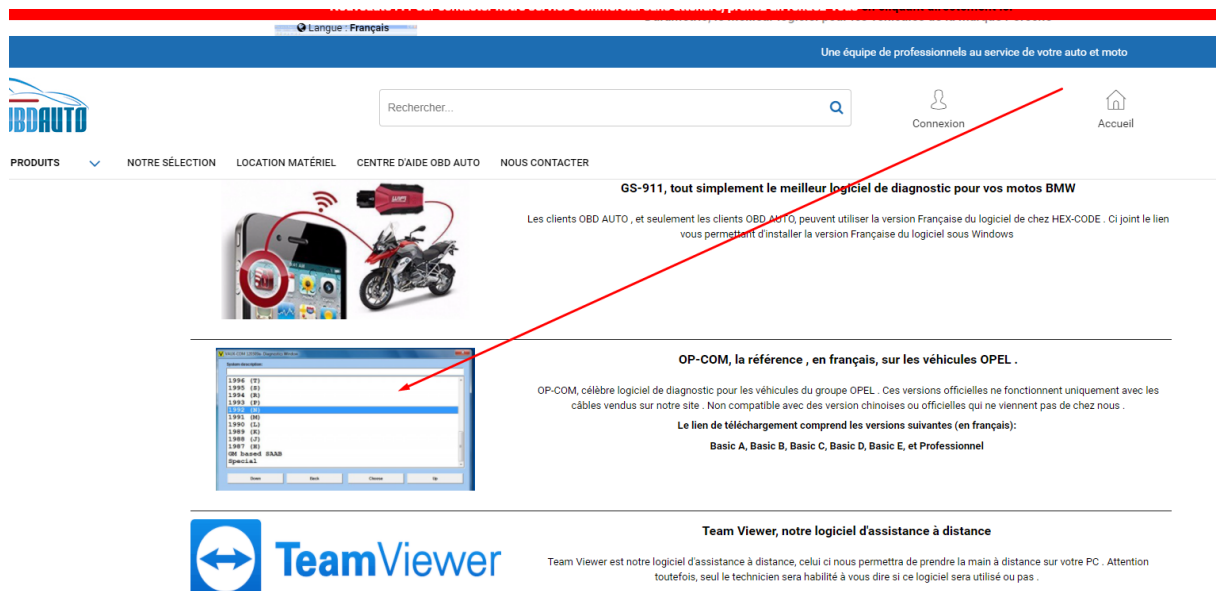 en cliquant directement ici
Langue : Français
Une équipe de professionnels au service de votre auto et moto
OBDAUTO
Rechercher...
Connexion
Accueil
PRODUITS
NOTRE SÉLECTION
LOCATION MATÉRIEL
CENTRE D'AIDE OBD AUTO
NOUS CONTACTER
GS-911, tout simplement le meilleur logiciel de diagnostic pour vos motos BMW
Les clients OBD AUTO , et seulement les clients OBD AUTO, peuvent utiliser la version Française du logiciel de chez HEX-CODE . Ci joint le lien
vous permettant d'installer la version Française du logiciel sous Windows
1996 (T)
1995 (S)
1994 (R)
1993 (P)
1992 (N)
1991 (M)
1990 (L)
1989 (K)
1988 (J)
1987 (H)
GM based SAAB
Special
Back
Choose
Up
OP-COM, la référence , en français, sur les véhicules OPEL .
OP-COM, célèbre logiciel de diagnostic pour les véhicules du groupe OPEL . Ces versions officielles ne fonctionnent uniquement avec les
câbles vendus sur notre site . Non compatible avec des version chinoises ou officielles qui ne viennent pas de chez nous .
Le lien de téléchargement comprend les versions suivantes (en français):
Basic A, Basic B, Basic C, Basic D, Basic E, et Professionnel
TeamViewer
Team Viewer, notre logiciel d'assistance à distance
Team Viewer est notre logiciel d'assistance à distance, celui ci nous permettra de prendre la main à distance sur votre PC . Attention
toutefois, seul le technicien sera habilité à vous dire si ce logiciel sera utilisé ou pas .